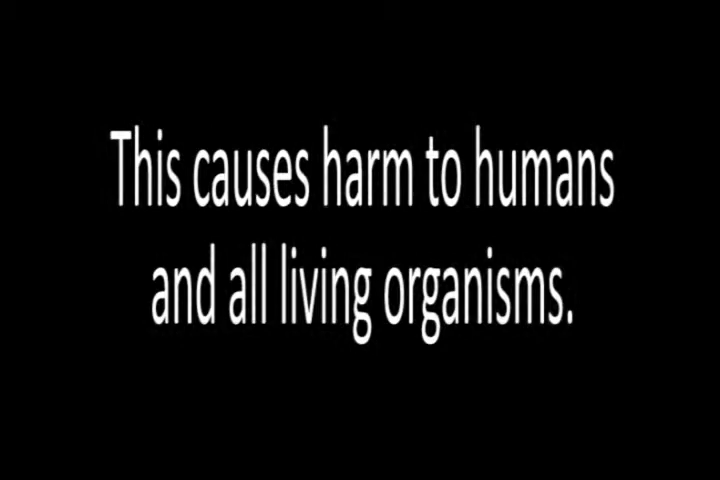 This causes harm to humans
and all living organisms.